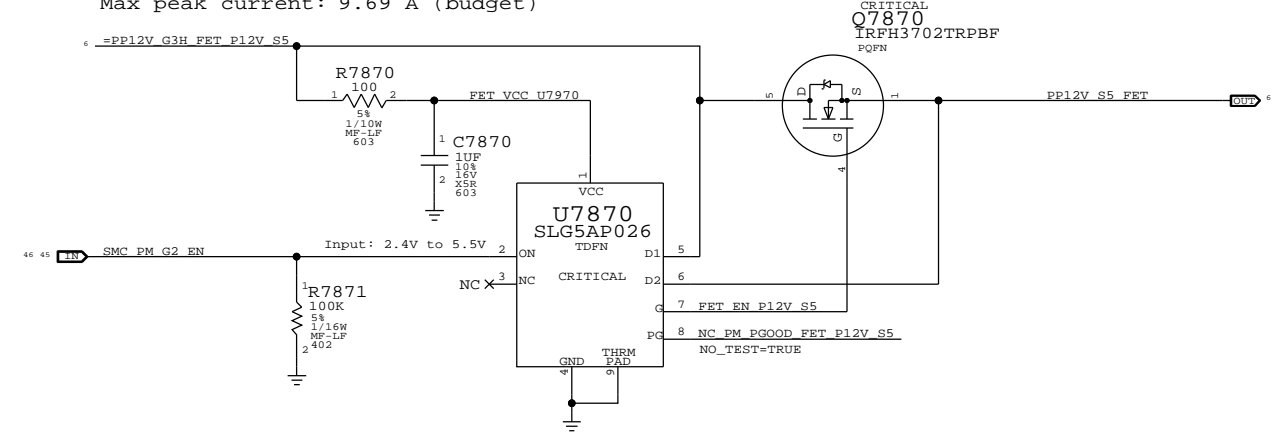 Max peak current: 9.69 A (budget)
CRITICAL
Q7870
IRFH3702TRPBF
PQFN
6 =PP12V_G3H_FET_P12V_S5
R7870
100
1 2
5%
1/10W
MF-LF
603
FET_VCC_U7970
5 D S 1
G
4
PP12V_S5_FET
OUT 6
1 C7870
1UF
10%
16V
2 X5R
603
1
VCC
U7870
SLG5AP026
TDFN
CRITICAL
46 45 IN SMC_PM_G2_EN
Input: 2.4V to 5.5V 2 ON
NC 3 NC
D1 5
D2 6
G 7 FET_EN_P12V_S5
PG 8 NC_PM_PGOOD_FET_P12V_S5
NO_TEST=TRUE
1 R7871
100K
5%
1/16W
MF-LF
2 402
GND THRM PAD
4 9